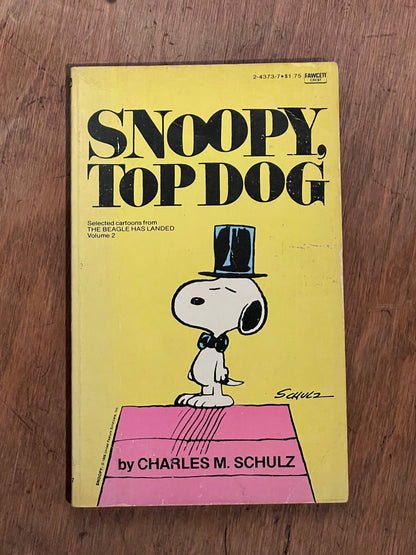 2-4373-7•$1.75 FAWCETT
CREST
SNOOPY,
TOP DOG
Selected cartoons from
THE BEAGLE HAS LANDED
Volume 2
SCHULZ
by CHARLES M. SCHULZ